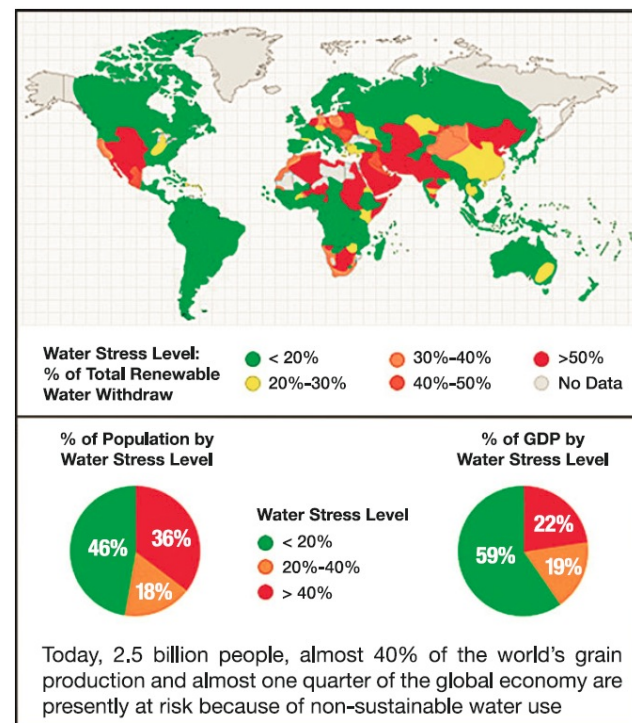 Water Stress Level:
% of Total Renewable
Water Withdraw
< 20%
20%-30%
30%-40%
40%-50%
>50%
No Data
% of Population by
Water Stress Level
46%
36%
18%
Water Stress Level
< 20%
20%-40%
> 40%
% of GDP by
Water Stress Level
59%
22%
19%
Today, 2.5 billion people, almost 40% of the world's grain
production and almost one quarter of the global economy are
presently at risk because of non-sustainable water use